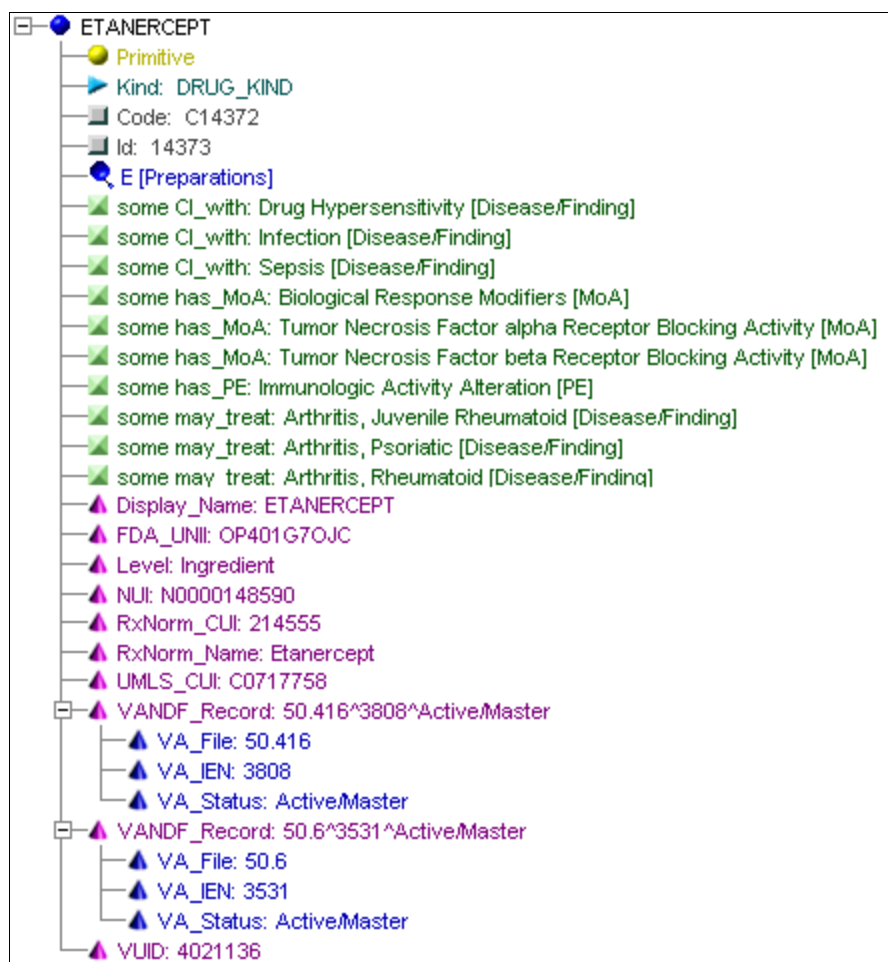 ETANERCEPT
Primitive
Kind: DRUG_KIND
Code: C14372
Id: 14373
E [Preparations]
some CI_with: Drug Hypersensitivity [Disease/Finding]
some CI_with: Infection [Disease/Finding]
some CI_with: Sepsis [Disease/Finding]
some has_MoA: Biological Response Modifiers [MoA]
some has_MoA: Tumor Necrosis Factor alpha Receptor Blocking Activity [MoA]
some has_MoA: Tumor Necrosis Factor beta Receptor Blocking Activity [MoA]
some has_PE: Immunologic Activity Alteration [PE]
some may_treat: Arthritis, Juvenile Rheumatoid [Disease/Finding]
some may_treat: Arthritis, Psoriatic [Disease/Finding]
some may_treat: Arthritis, Rheumatoid [Disease/Finding]
Display_Name: ETANERCEPT
FDA_UNII: OP401G7OJC
Level: Ingredient
NUI: N0000148590
RxNorm_CUI: 214555
RxNorm_Name: Etanercept
UMLS_CUI: C0717758
VANDF_Record: 50.416^3808^Active/Master
VA_File: 50.416
VA_IEN: 3808
VA_Status: Active/Master
VANDF_Record: 50.6^3531^Active/Master
VA_File: 50.6
VA_IEN: 3531
VA_Status: Active/Master
VUID: 4021136